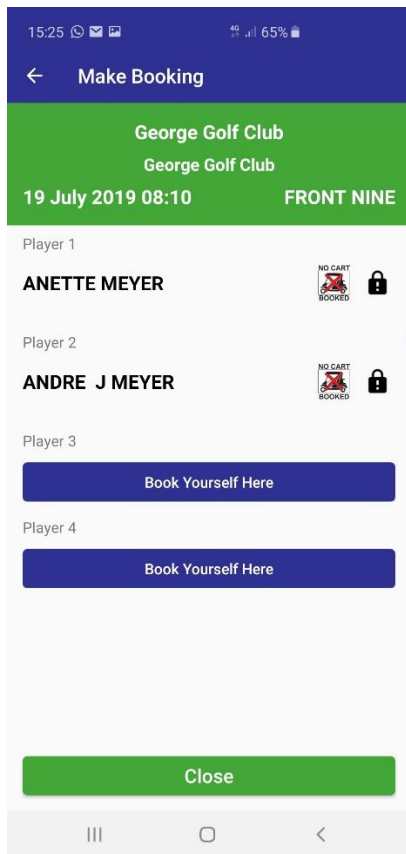 15:25 4G 65%
Make Booking
George Golf Club
George Golf Club
19 July 2019 08:10 FRONT NINE
Player 1
NO CART
ANETTE MEYER
BOOKED
Player 2
NO CART
ANDRE J MEYER
BOOKED
Player 3
Book Yourself Here
Player 4
Book Yourself Here
Close